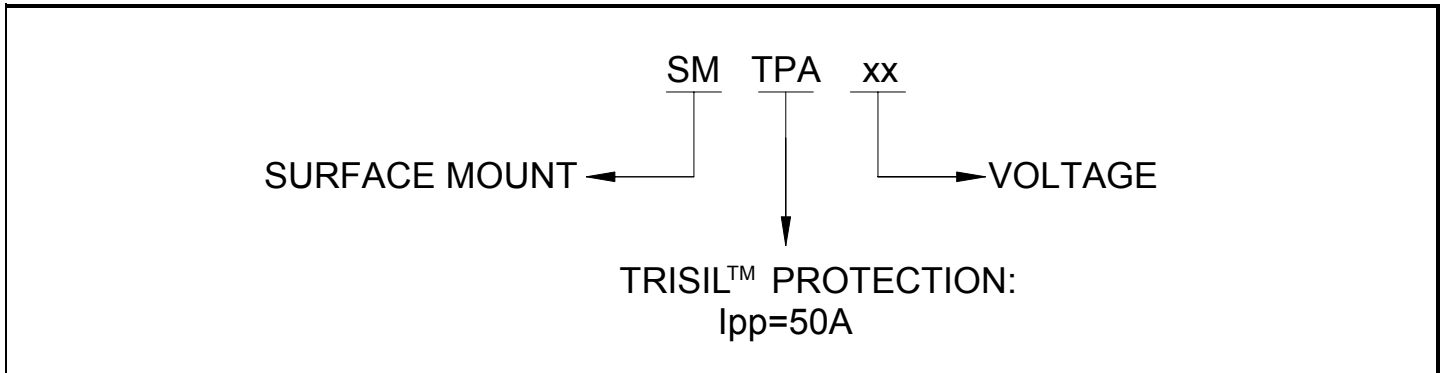 SM TPA xx
SURFACE MOUNT
VOLTAGE
TRISIL™ PROTECTION:
Ipp=50A